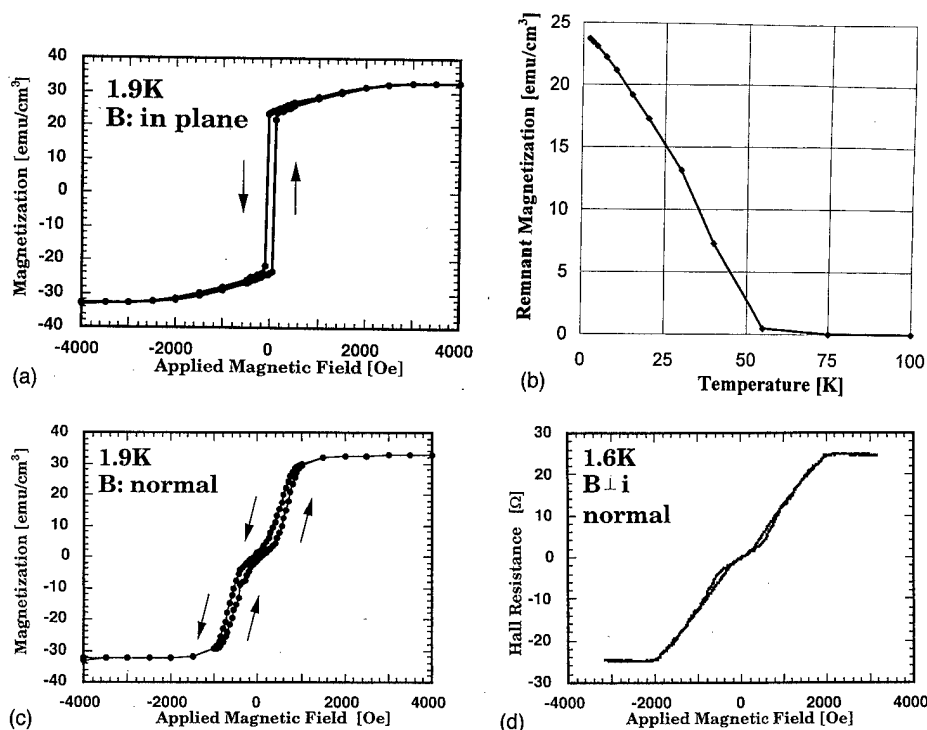 40
30
20
10
0
-10
-20
-30
-40
Magnetization [emu/cm³]
1.9K
B: in plane
-4000 -2000 0 2000 4000
Applied Magnetic Field [Oe]
(a)
25
20
15
10
5
0
Remnant Magnetization [emu/cm³]
0 25 50 75 100
Temperature [K]
(b)
40
30
20
10
0
-10
-20
-30
-40
Magnetization [emu/cm³]
1.9K
B: normal
-4000 -2000 0 2000 4000
Applied Magnetic Field [Oe]
(c)
30
20
10
0
-10
-20
-30
Hall Resistance [Ω]
1.6K
B⊥i
normal
-4000 -2000 0 2000 4000
Applied Magnetic Field [Oe]
(d)